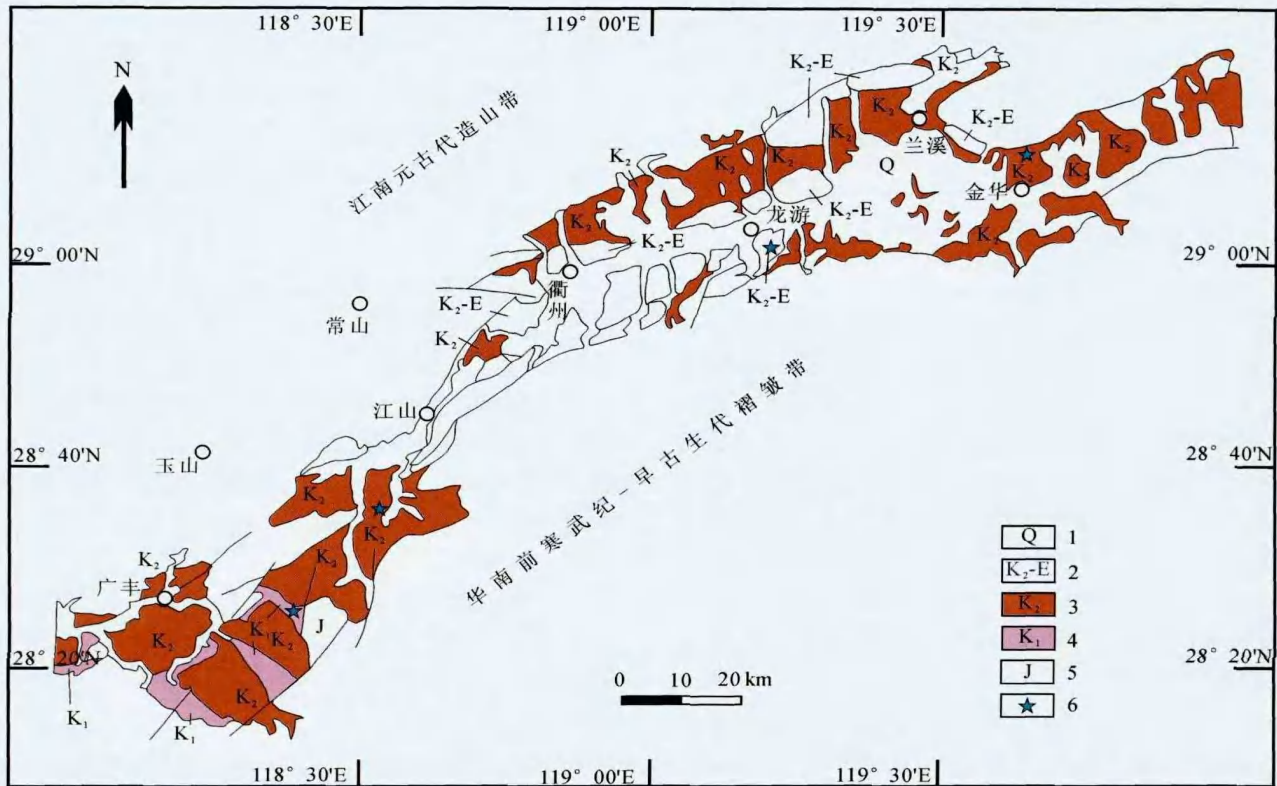 118° 30′E
119° 00′E
119° 30′E
N
江南元古代造山带
K₂-E
K₂
K₂
K₂-E
兰溪
K₂
K₂
K₂
K₂
K₂
Q
K₂
K₂
K₂
金华
K₂-E
龙游
K₂
K₂-E
K₂
29° 00′N
29° 00′N
K₂-E
衢州
K₂-E
常山
K₂
江山
华南前寒武纪-早古生代褶皱带
28° 40′N
28° 40′N
玉山
K₂
K₂
K₂
K₂
广丰
K₂
K₁
K₂
J
28° 20′N
28° 20′N
K₂
K₁
K₁
0 10 20 km
Q 1
K₂-E 2
K₂ 3
K₁ 4
J 5
6
118° 30′E
119° 00′E
119° 30′E